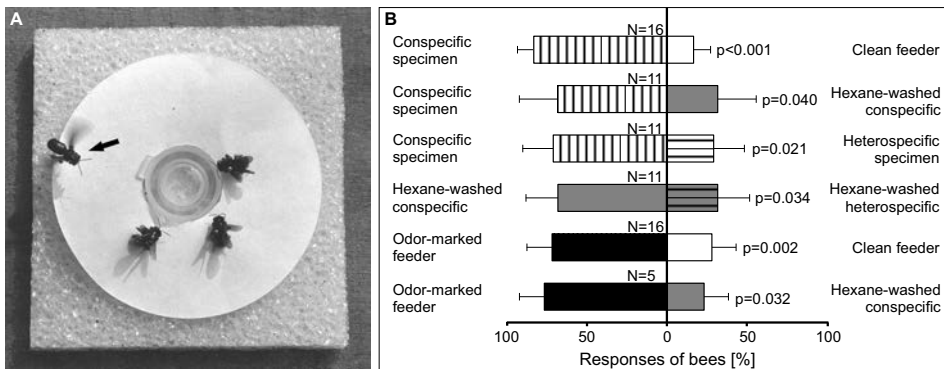 A
B
N=16
Conspecific
specimen
p<0.001
Clean feeder
N=11
Conspecific
specimen
p=0.040
Hexane-washed
conspecific
N=11
Conspecific
specimen
p=0.021
Heterospecific
specimen
N=11
Hexane-washed
conspecific
p=0.034
Hexane-washed
heterospecific
N=16
Odor-marked
feeder
p=0.002
Clean feeder
N=5
Odor-marked
feeder
p=0.032
Hexane-washed
conspecific
100 50 0 50 100
Responses of bees [%]